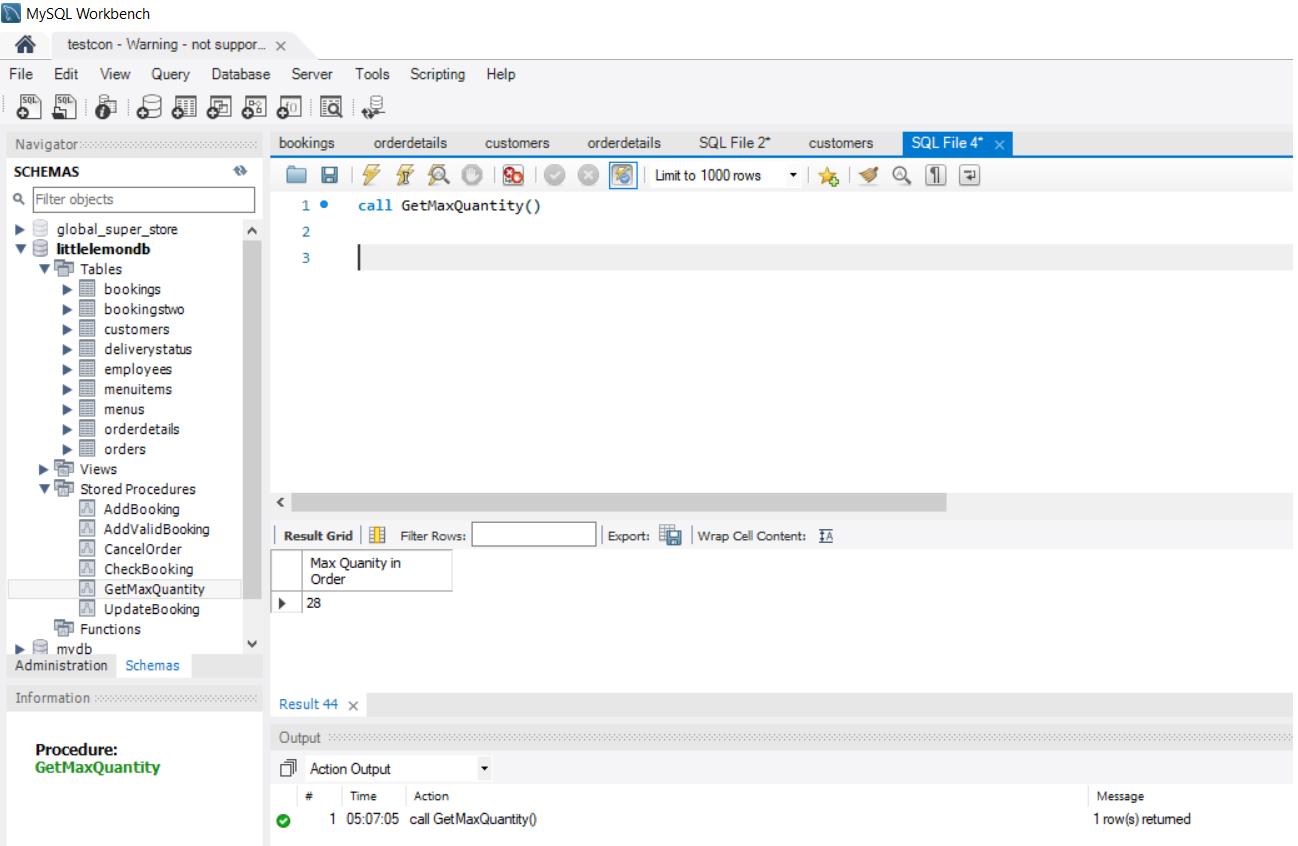 MySQL Workbench
testcon - Warning - not suppor...
File Edit View Query Database Server Tools Scripting Help
Navigator
SCHEMAS
Filter objects
global_super_store
littlelemondb
Tables
bookings
bookingstwo
customers
deliverystatus
employees
menuitems
menus
orderdetails
orders
Views
Stored Procedures
AddBooking
AddValidBooking
CancelOrder
CheckBooking
GetMaxQuantity
UpdateBooking
Functions
mydb
Administration Schemas
Information
Procedure:
GetMaxQuantity
bookings orderdetails customers orderdetails SQL File 2* customers SQL File 4*
Limit to 1000 rows
1 call GetMaxQuantity()
2
3
Result Grid Filter Rows: Export: Wrap Cell Content:
Max Quanity in
Order
28
Result 44
Output
Action Output
# Time Action Message
1 05:07:05 call GetMaxQuantity() 1 row(s) returned